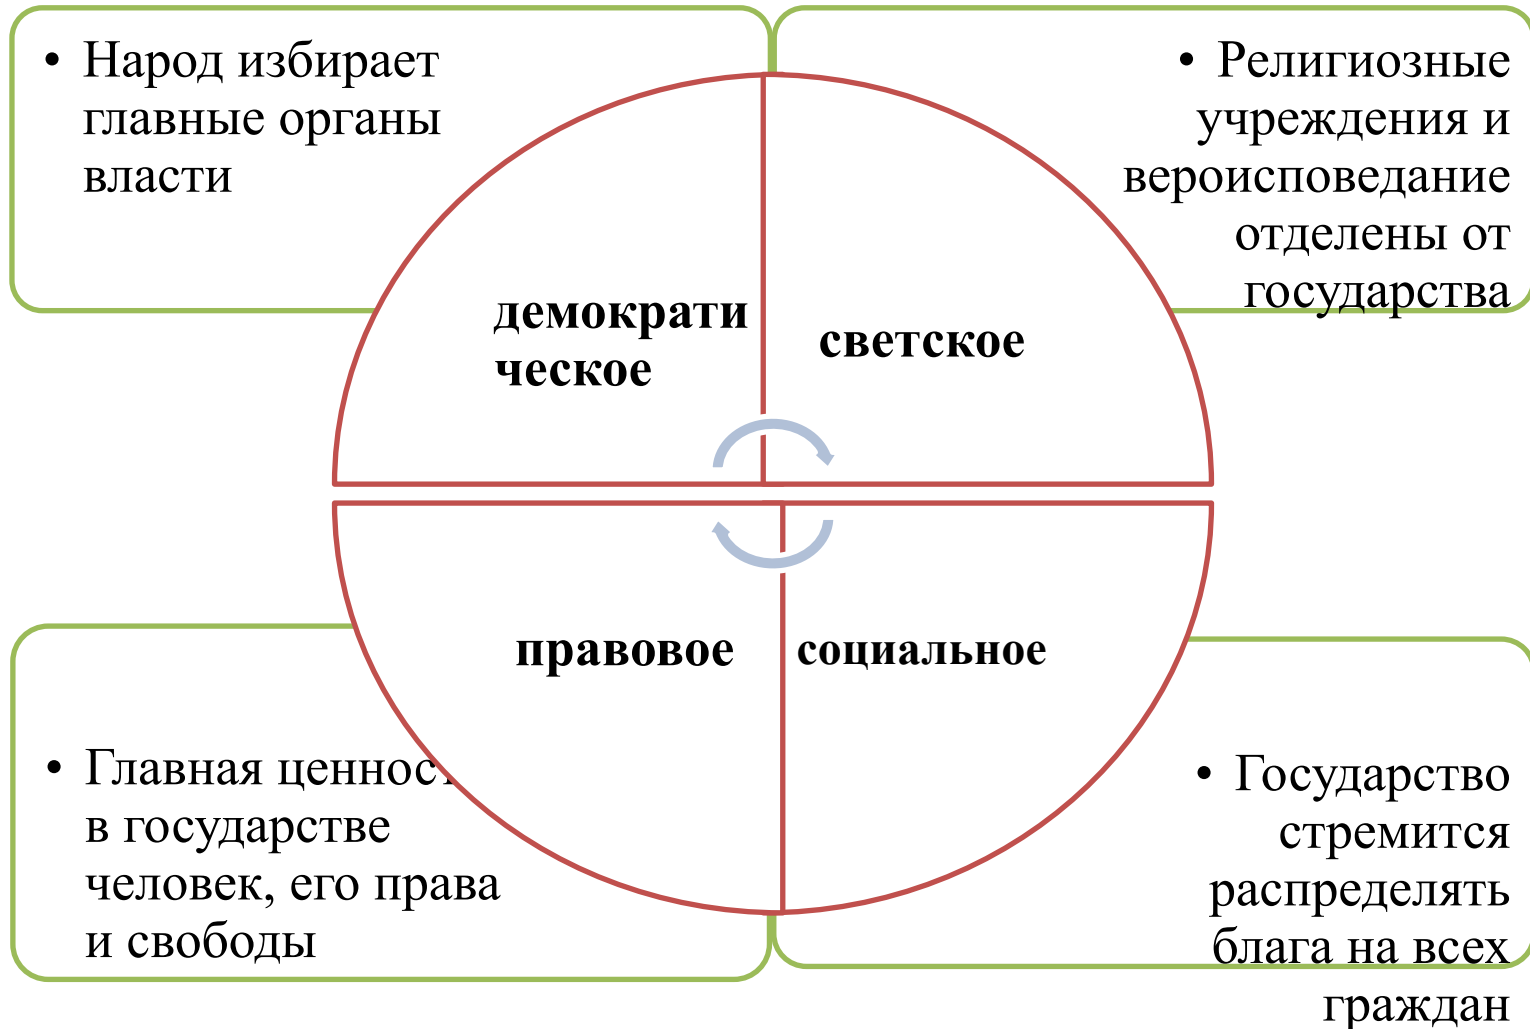 • Народ избирает
главные органы
власти
• Религиозные
учреждения и
вероисповедание
отделены от
государства
демократи
ческое
светское
правовое
социальное
• Главная ценност
в государстве
человек, его права
и свободы
• Государство
стремится
распределять
блага на всех
граждан